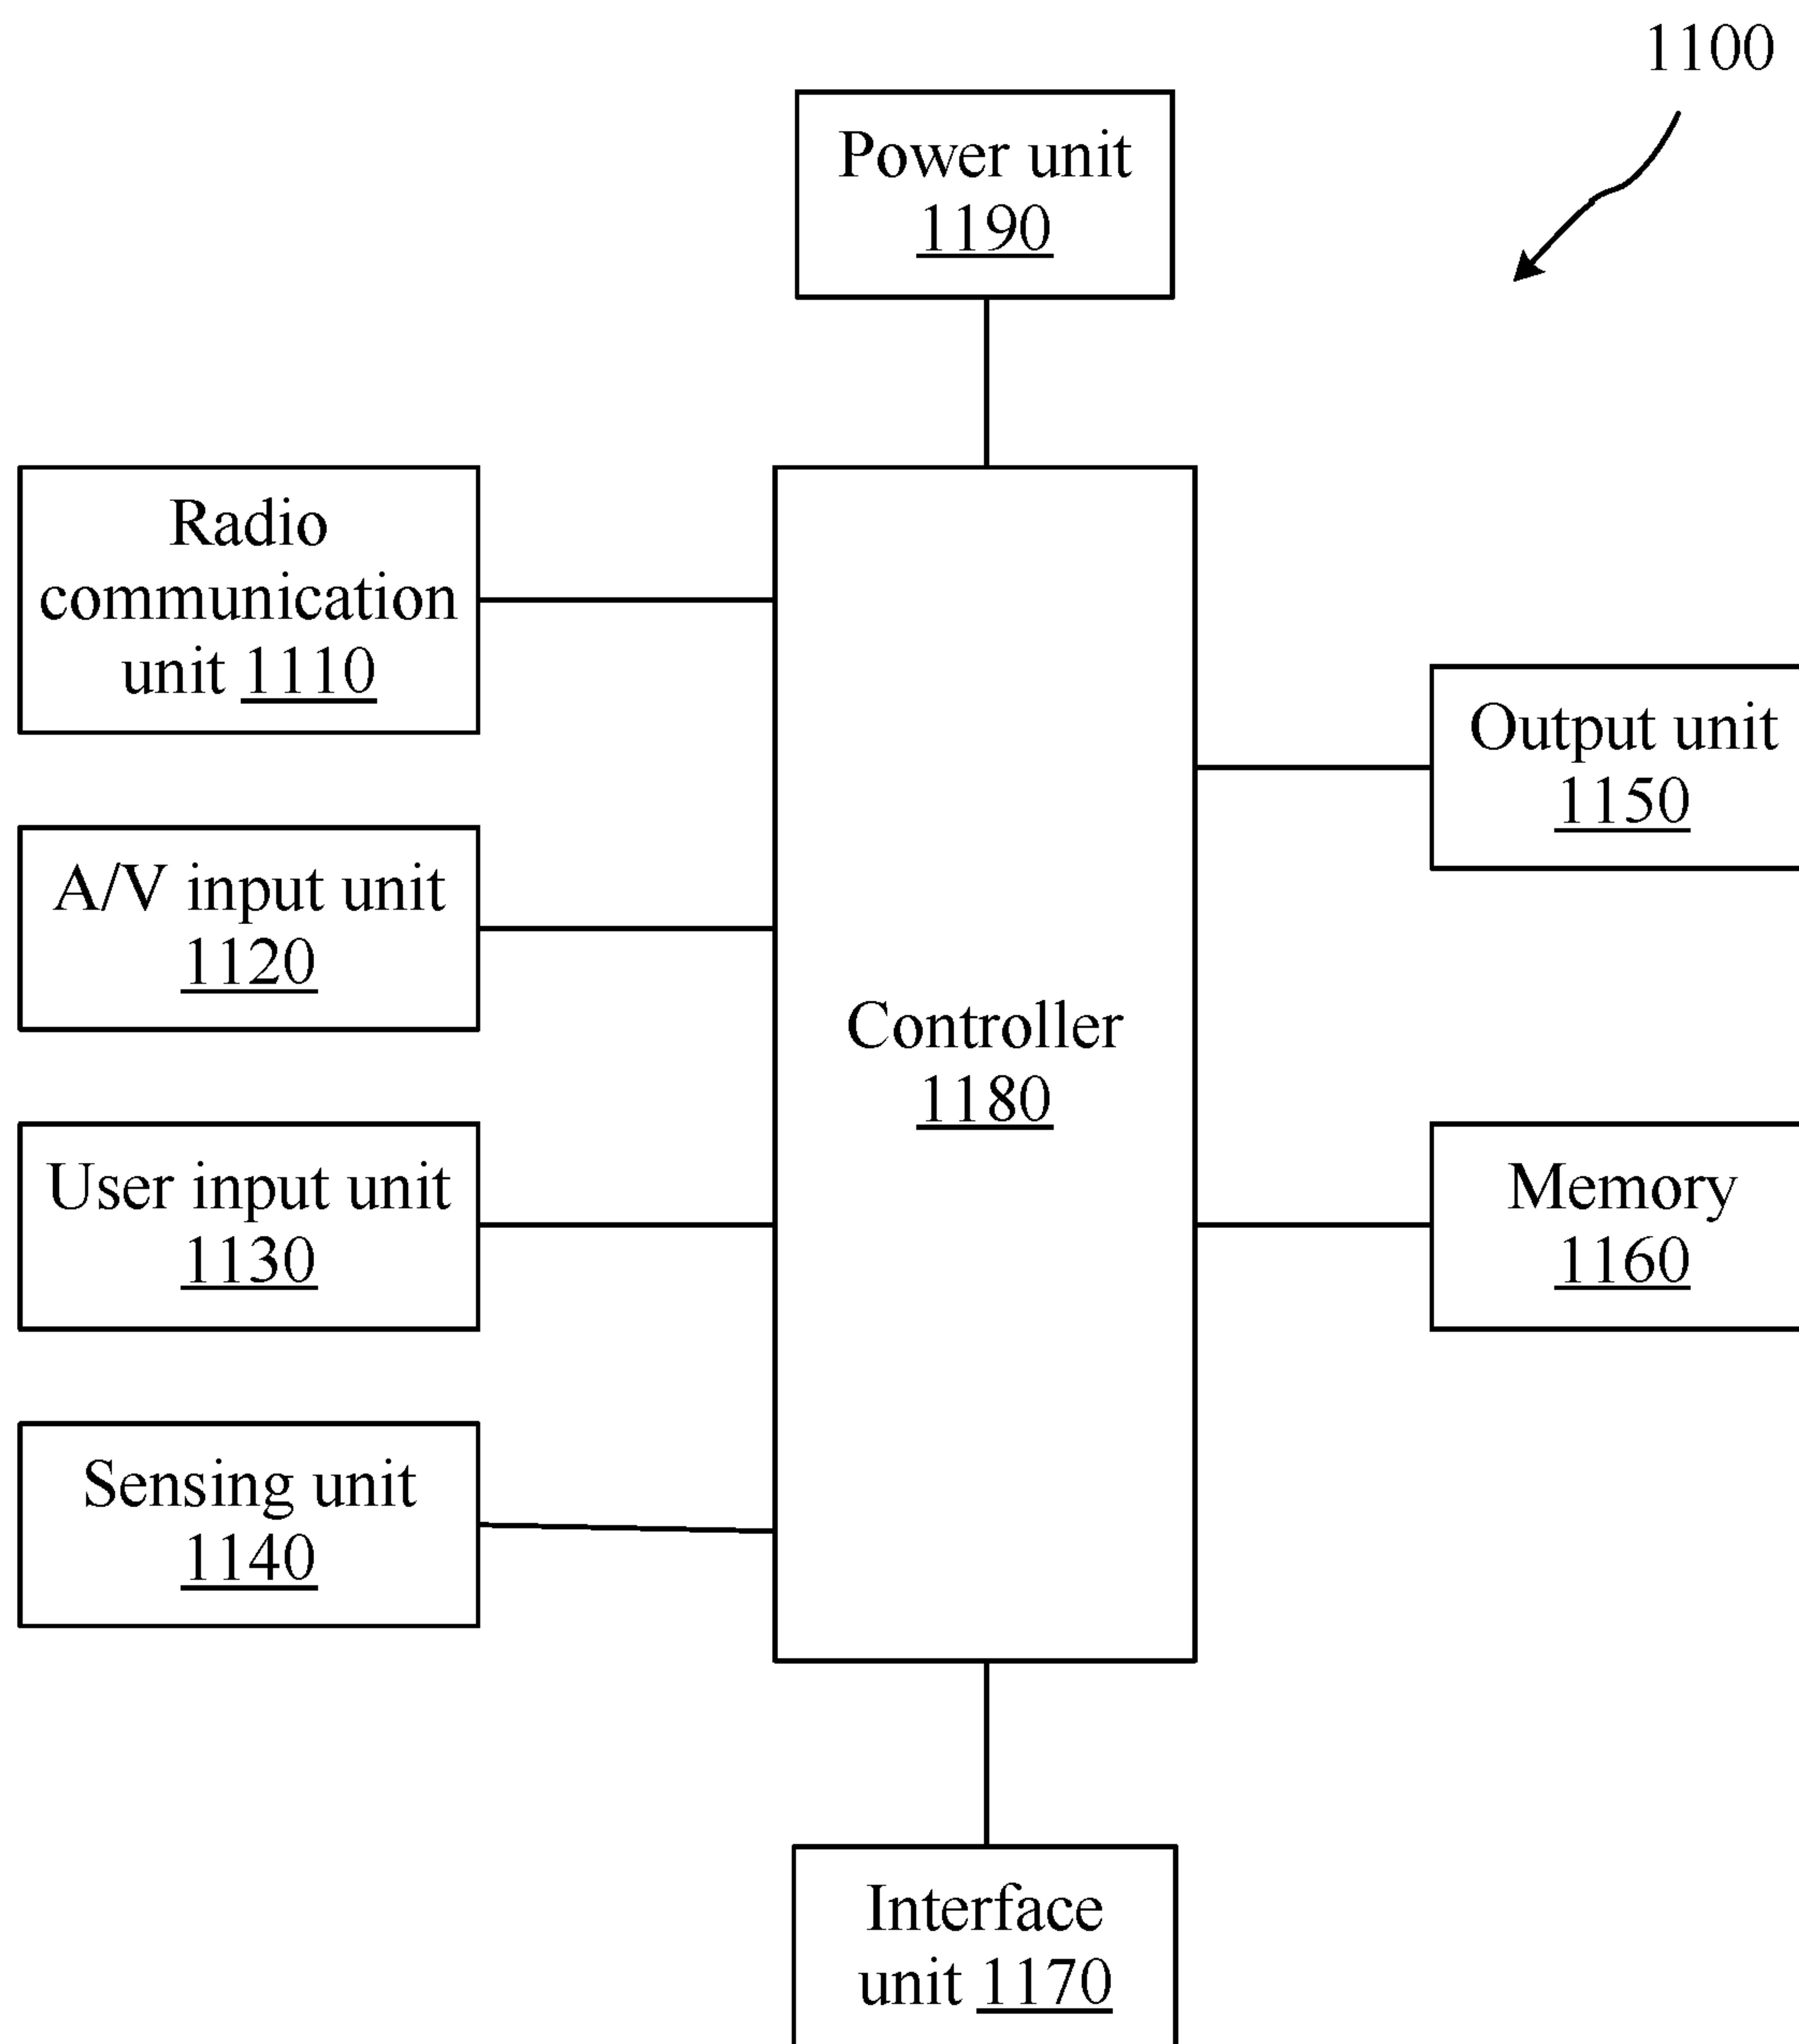 1100
Power unit
1190
Radio
communication
unit 1110
A/V input unit
1120
User input unit
1130
Sensing unit
1140
Controller
1180
Output unit
1150
Memory
1160
Interface
unit 1170